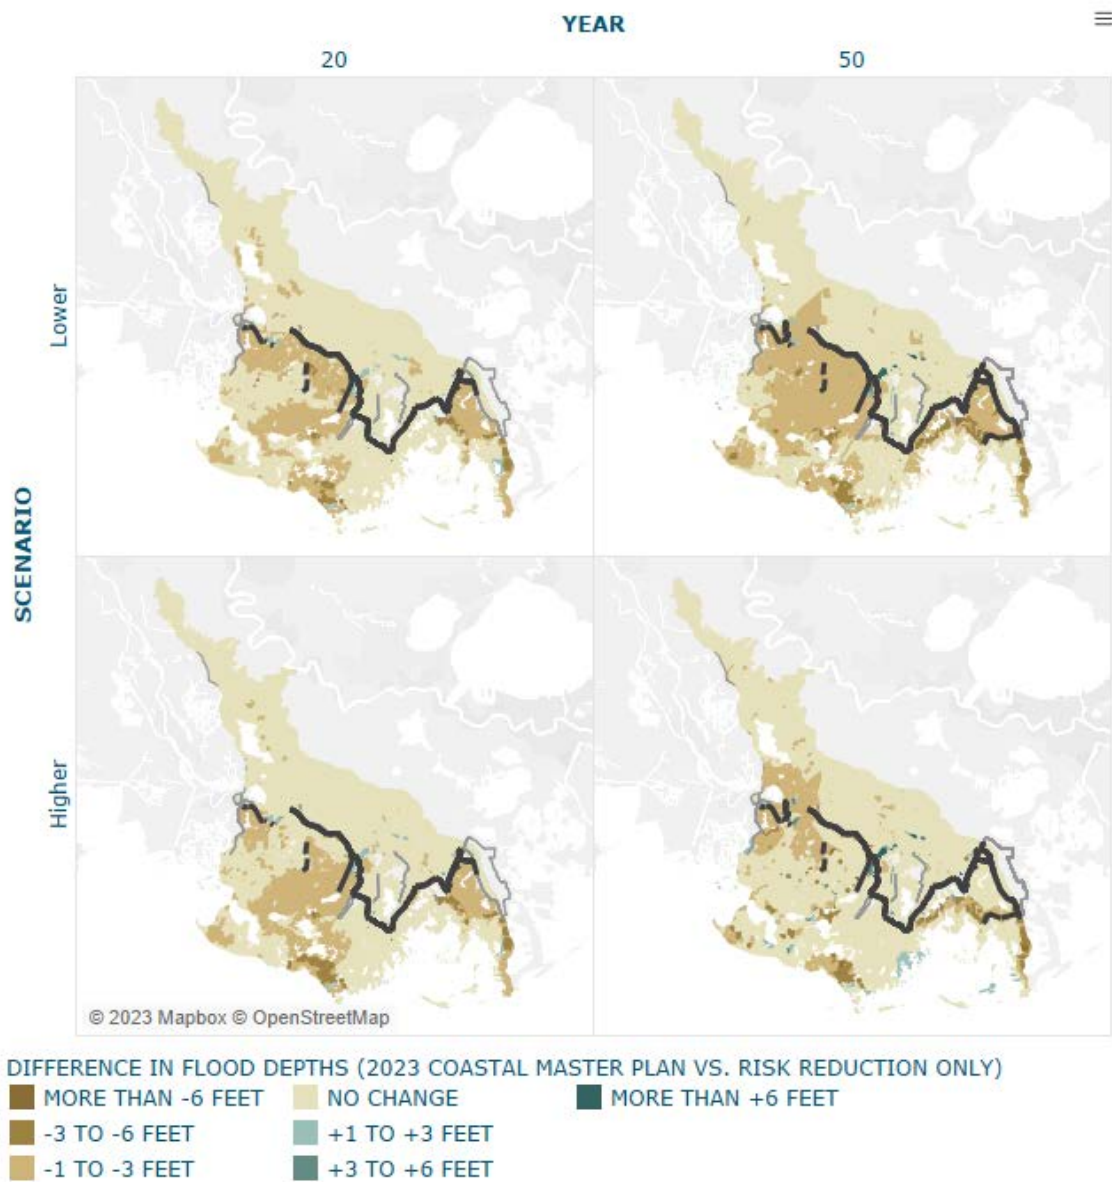 YEAR
20
50
SCENARIO
Lower
Higher
© 2023 Mapbox © OpenStreetMap
DIFFERENCE IN FLOOD DEPTHS (2023 COASTAL MASTER PLAN VS. RISK REDUCTION ONLY)
MORE THAN -6 FEET
NO CHANGE
MORE THAN +6 FEET
-3 TO -6 FEET
+1 TO +3 FEET
-1 TO -3 FEET
+3 TO +6 FEET